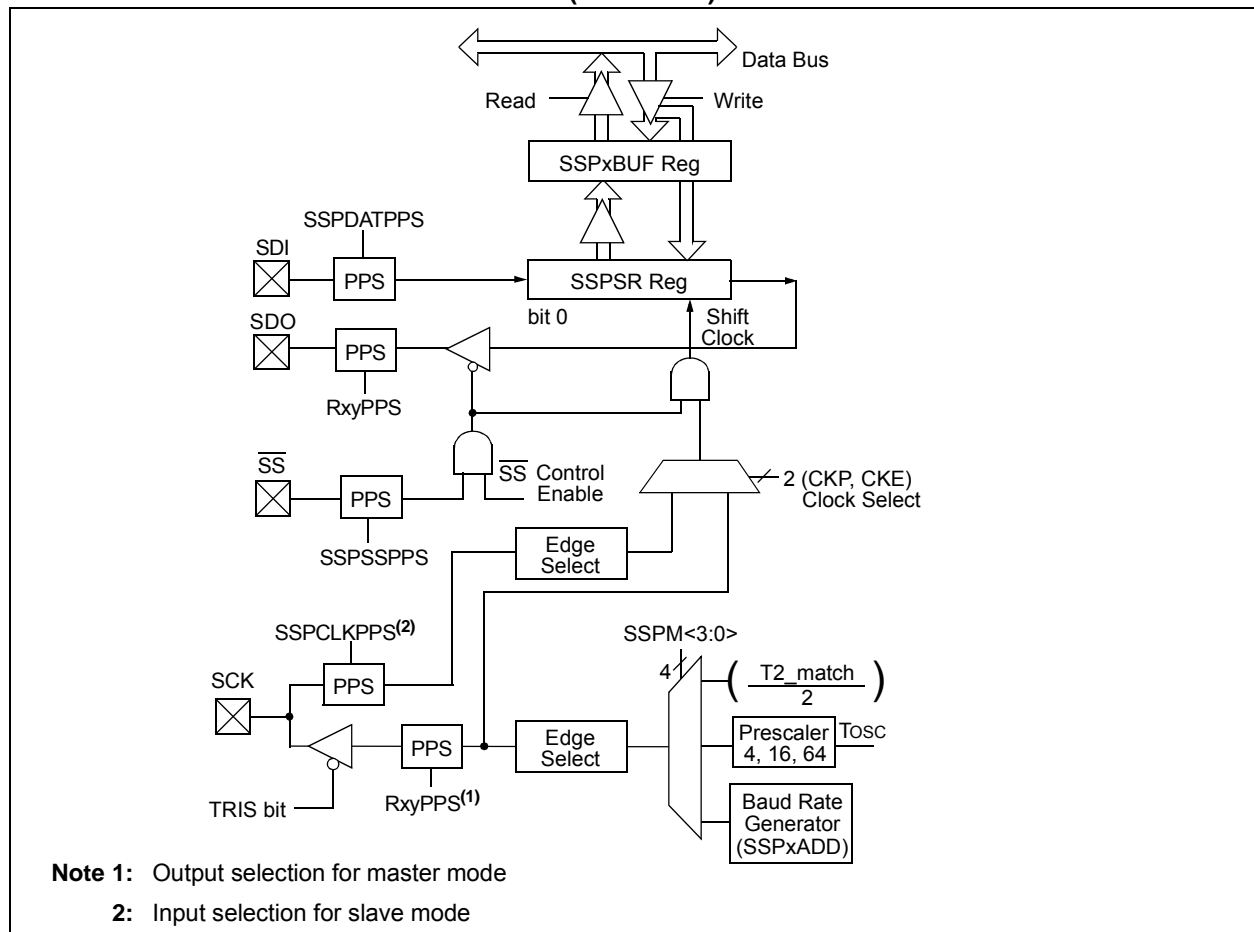 Data Bus
Read
Write
SSPxBUF Reg
SSPDATPPS
SDI
PPS
SSPSR Reg
bit 0
Shift
Clock
SDO
PPS
RxyPPS
SS
PPS
SS Control
Enable
2 (CKP, CKE)
Clock Select
SSPSSPPS
Edge
Select
SSPCLKPPS(2)
SSPM<3:0>
4
PPS
SCK
( T2_match
2 )
Prescaler
4, 16, 64
TOSC
PPS
Edge
Select
TRIS bit
RxyPPS(1)
Baud Rate
Generator
(SSPxADD)
Note 1: Output selection for master mode
2: Input selection for slave mode